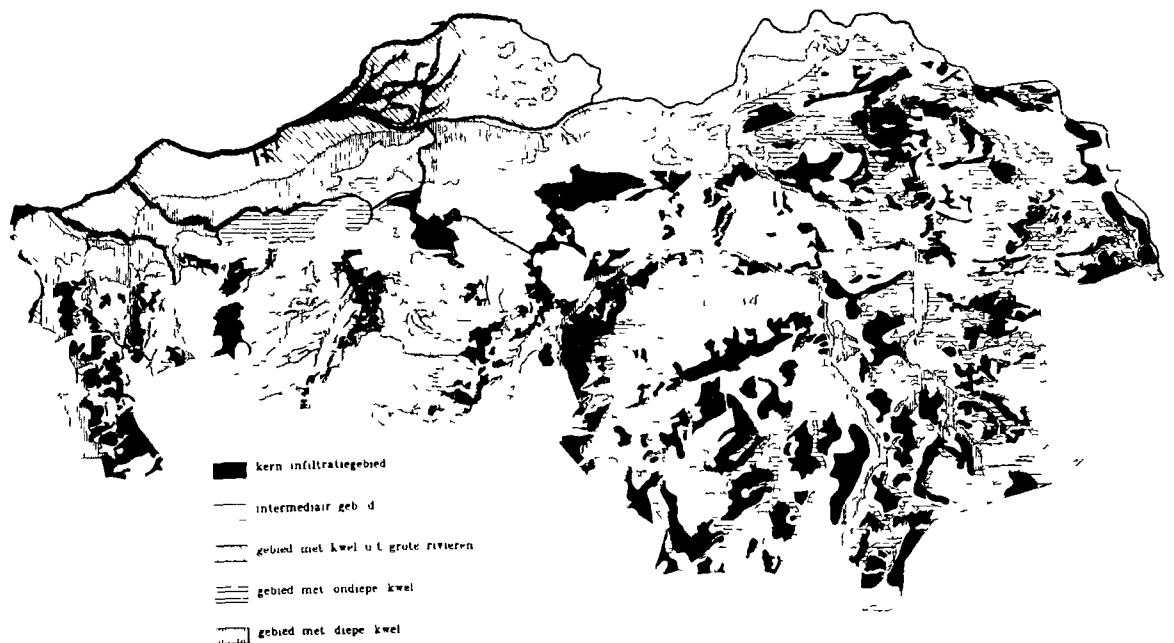 kern infiltratiegebied
intermediair geb d
gebied met kwel u t grote rivieren
gebied met ondiepe kwel
gebied met diepe kwel